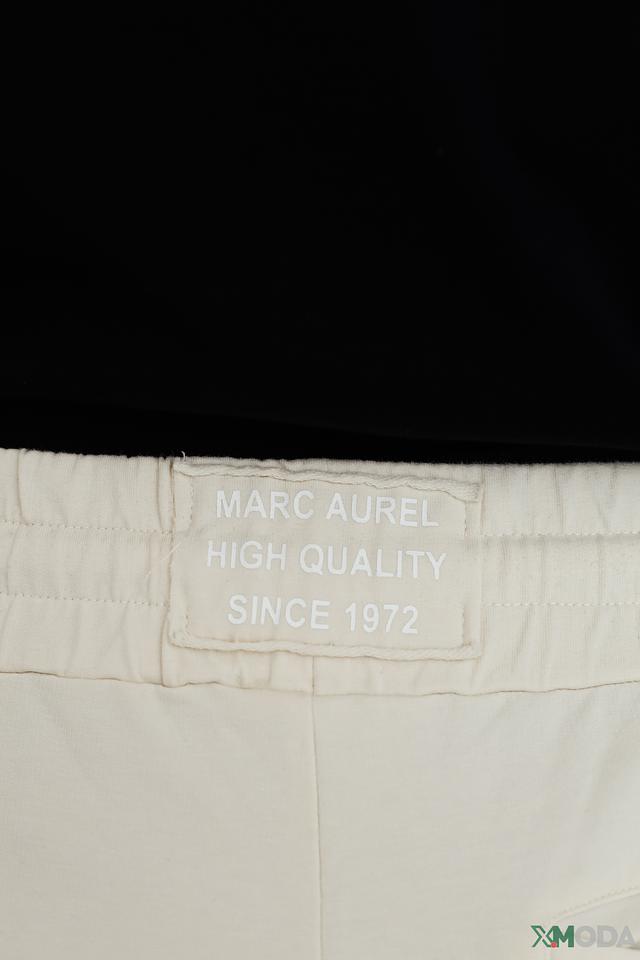 MARC AUREL
HIGH QUALITY
SINCE 1972
XMODA